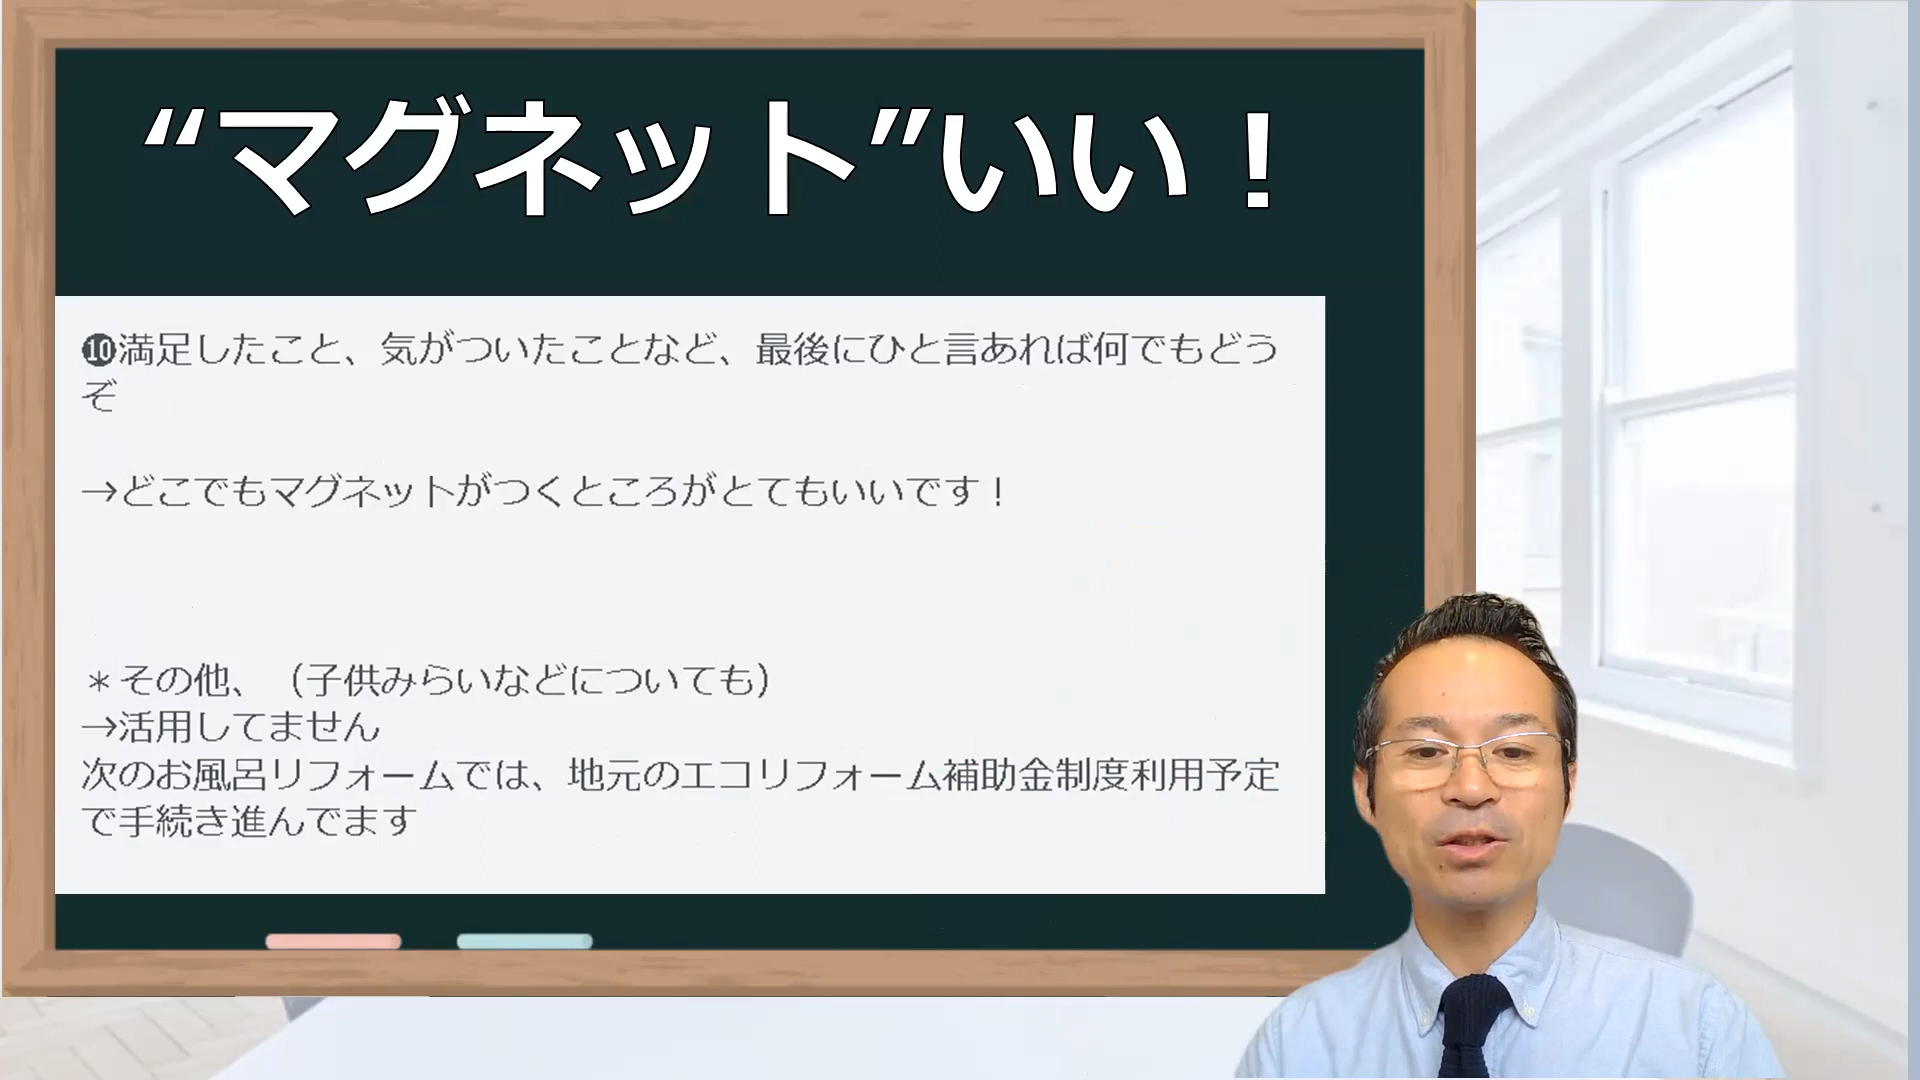 “マグネット”いい！
❿満足したこと、気がついたことなど、最後にひと言あれば何でもどう
ぞ
→どこでもマグネットがつくところがとてもいいです！
＊その他、（子供みらいなどについても）
→活用してません
次のお風呂リフォームでは、地元のエコリフォーム補助金制度利用予定
で手続き進んでます